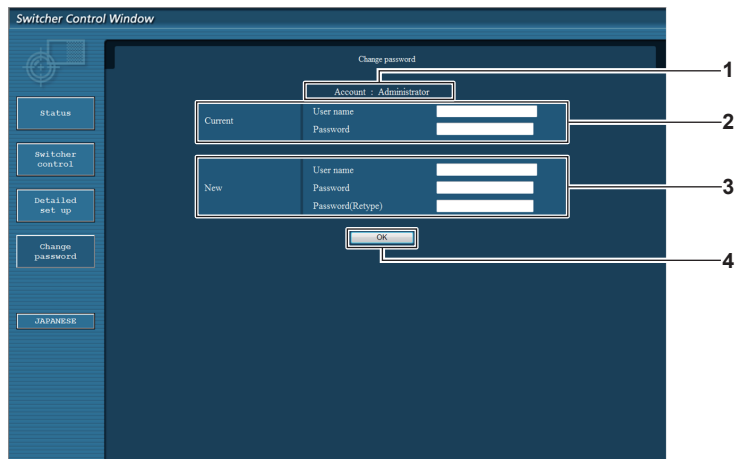 Switcher Control Window
Change password
1
Account : Administrator
Status
Current
User name
Password
2
Switcher
control
New
User name
Password
Password(Retype)
3
Detailed
set up
OK
Change
password
4
JAPANESE